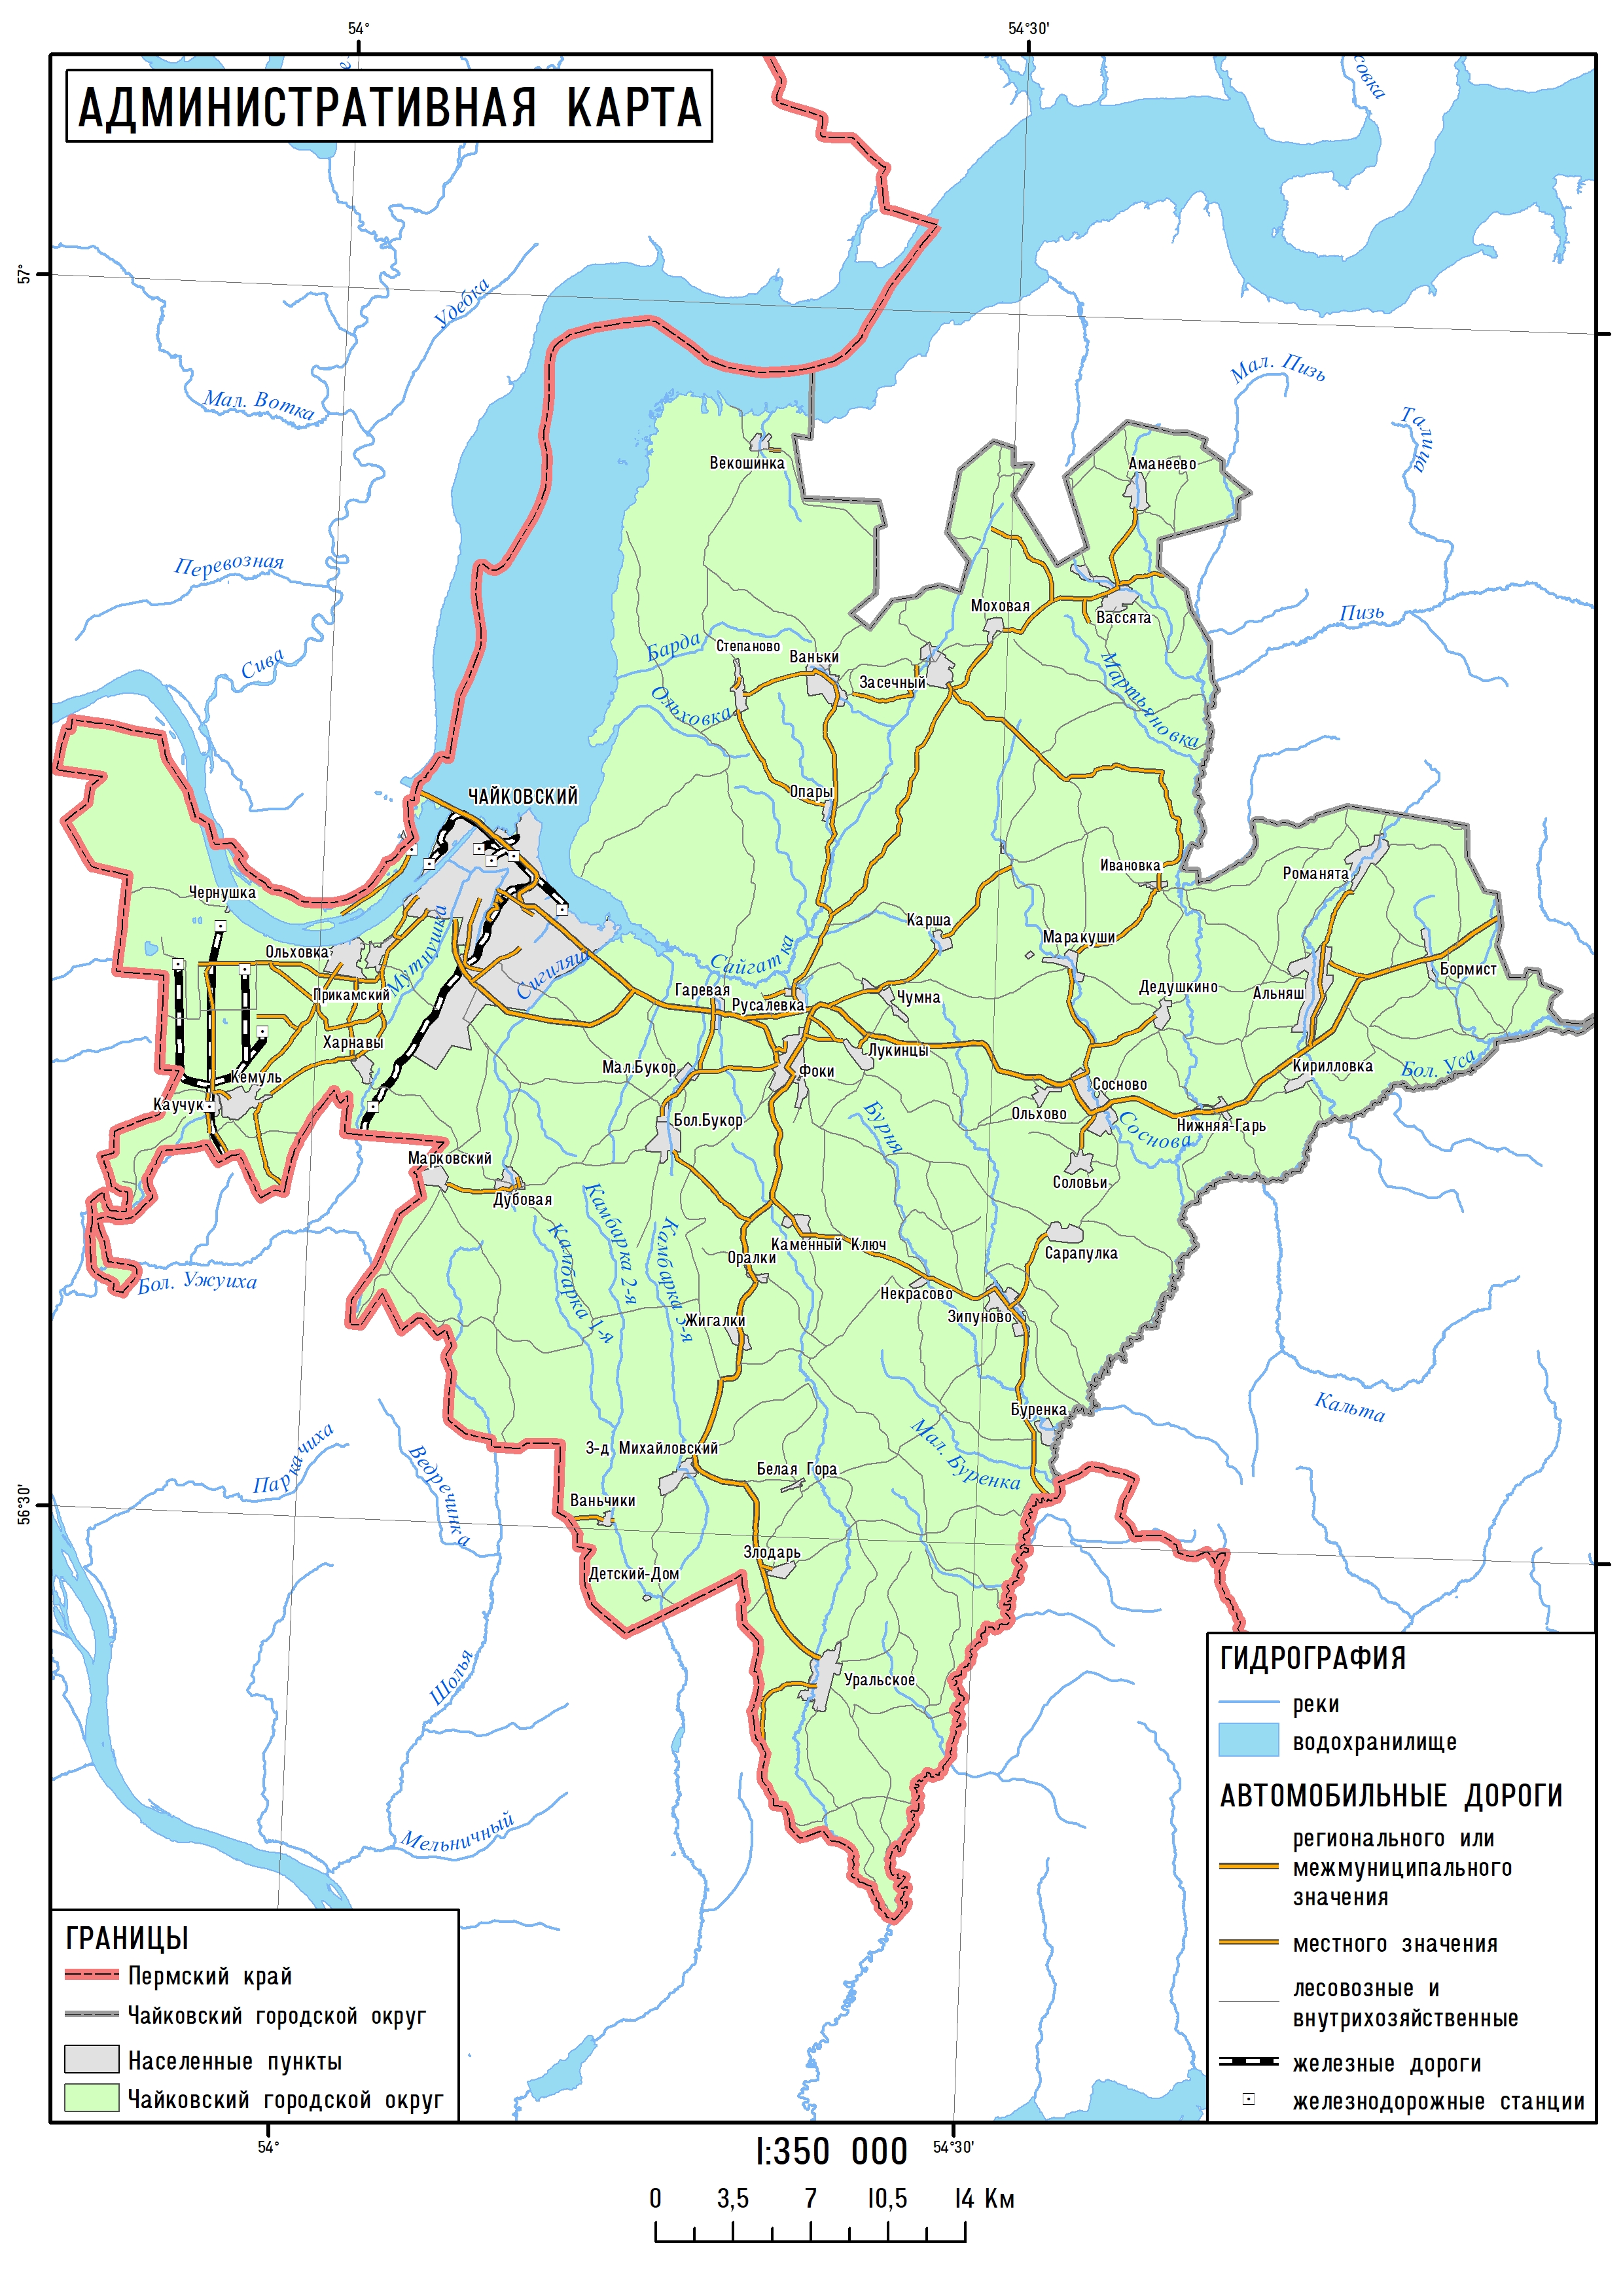 54°
54°30'
АДМИНИСТРАТИВНАЯ КАРТА
57°
совка
Удебка
Мал. Вотка
Мал. Пизь
Талица
Векошинка
Аманеево
Перевозная
Сива
Моховая
Вассята
Пизь
Барда
Степаново
Ваньки
Засечный
Мартьяновка
Ольховка
ЧАЙКОВСКИЙ
Опары
Ивановка
Романята
Чернушка
Карша
Маракуши
Ольховка
Мутнушка
Сигиляш
Сайгатка
Бормист
Прикамский
Гаревая
Русалевка
Чумна
Дедушкино
Альняш
Харнавы
Лукинцы
Кемуль
Мал.Букор
Фоки
Сосново
Кирилловка
Бол. Уса
Каучук
Бол.Букор
Бурня
Ольхово
Соснова
Нижняя-Гарь
Марковский
Дубовая
Соловьи
Камбарка 1-я
Камбарка 2-я
Камбарка 3-я
Каменный Ключ
Оралки
Сарапулка
Бол. Ужуиха
Некрасово
Зипуново
Жигалки
Буренка
Кальта
Паркачиха
Ведречинка
З-д Михайловский
Белая Гора
Мал. Буренка
56°30'
Ваньчики
Злодарь
Детский-Дом
Шолья
Уральское
Мельничный
ГИДРОГРАФИЯ
реки
водохранилище
АВТОМОБИЛЬНЫЕ ДОРОГИ
регионального или
межмуниципального
значения
местного значения
лесовозные и
внутрихозяйственные
железные дороги
железнодорожные станции
ГРАНИЦЫ
Пермский край
Чайковский городской округ
Населенные пункты
Чайковский городской округ
54°
1:350 000
54°30'
0 3,5 7 10,5 14 Км